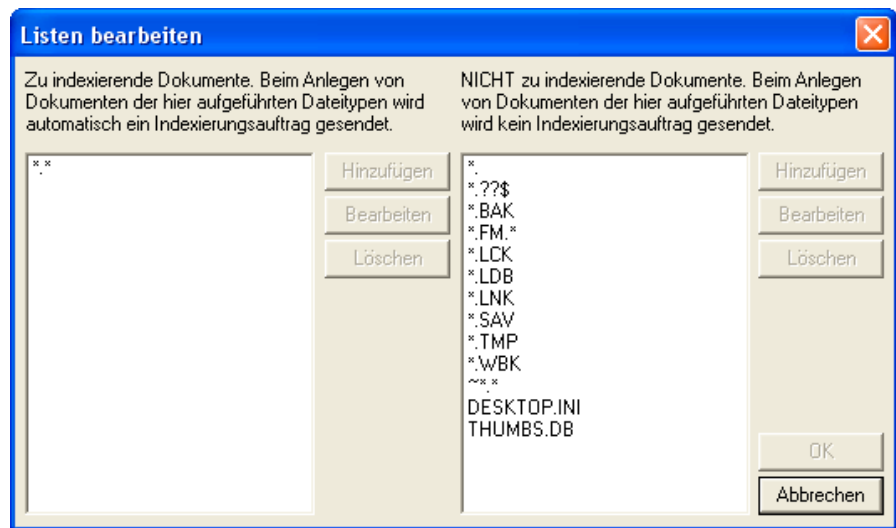 Listen bearbeiten
Zu indexierende Dokumente. Beim Anlegen von
Dokumenten der hier aufgeführten Dateitypen wird
automatisch ein Indexierungsauftrag gesendet.
*.*
Hinzufügen
Bearbeiten
Löschen
NICHT zu indexierende Dokumente. Beim Anlegen
von Dokumenten der hier aufgeführten Dateitypen
wird kein Indexierungsauftrag gesendet.
*.
*.??$
*.BAK
*.FM.*
*.LCK
*.LDB
*.LNK
*.SAV
*.TMP
*.WBK
~*.*
DESKTOP.INI
THUMBS.DB
Hinzufügen
Bearbeiten
Löschen
OK
Abbrechen